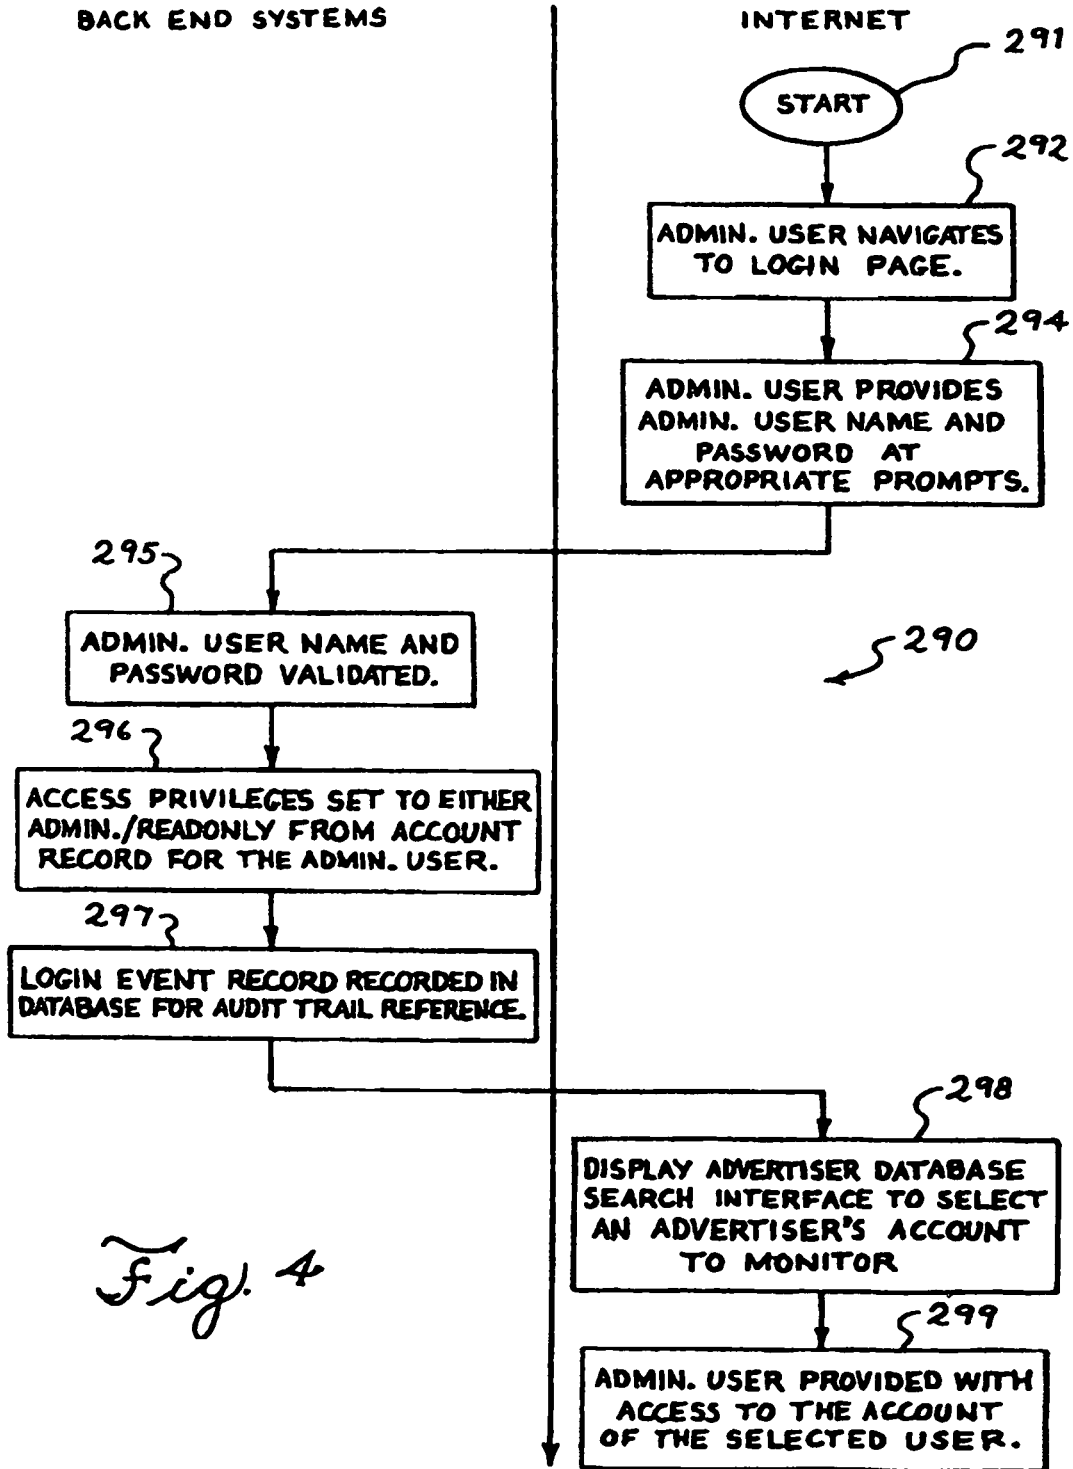 BACK END SYSTEMS
INTERNET
291
START
292
ADMIN. USER NAVIGATES
TO LOGIN PAGE.
294
ADMIN. USER PROVIDES
ADMIN. USER NAME AND
PASSWORD AT
APPROPRIATE PROMPTS.
295
ADMIN. USER NAME AND
PASSWORD VALIDATED.
290
296
ACCESS PRIVILEGES SET TO EITHER
ADMIN./READONLY FROM ACCOUNT
RECORD FOR THE ADMIN. USER.
297
LOGIN EVENT RECORD RECORDED IN
DATABASE FOR AUDIT TRAIL REFERENCE.
298
DISPLAY ADVERTISER DATABASE
SEARCH INTERFACE TO SELECT
AN ADVERTISER'S ACCOUNT
TO MONITOR
Fig. 4
299
ADMIN. USER PROVIDED WITH
ACCESS TO THE ACCOUNT
OF THE SELECTED USER.